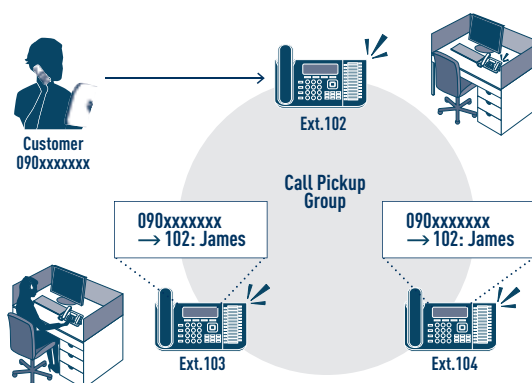 Customer
090xxxxxxx
Ext.102
Call Pickup
Group
090xxxxxxx
→ 102: James
090xxxxxxx
→ 102: James
Ext.103
Ext.104